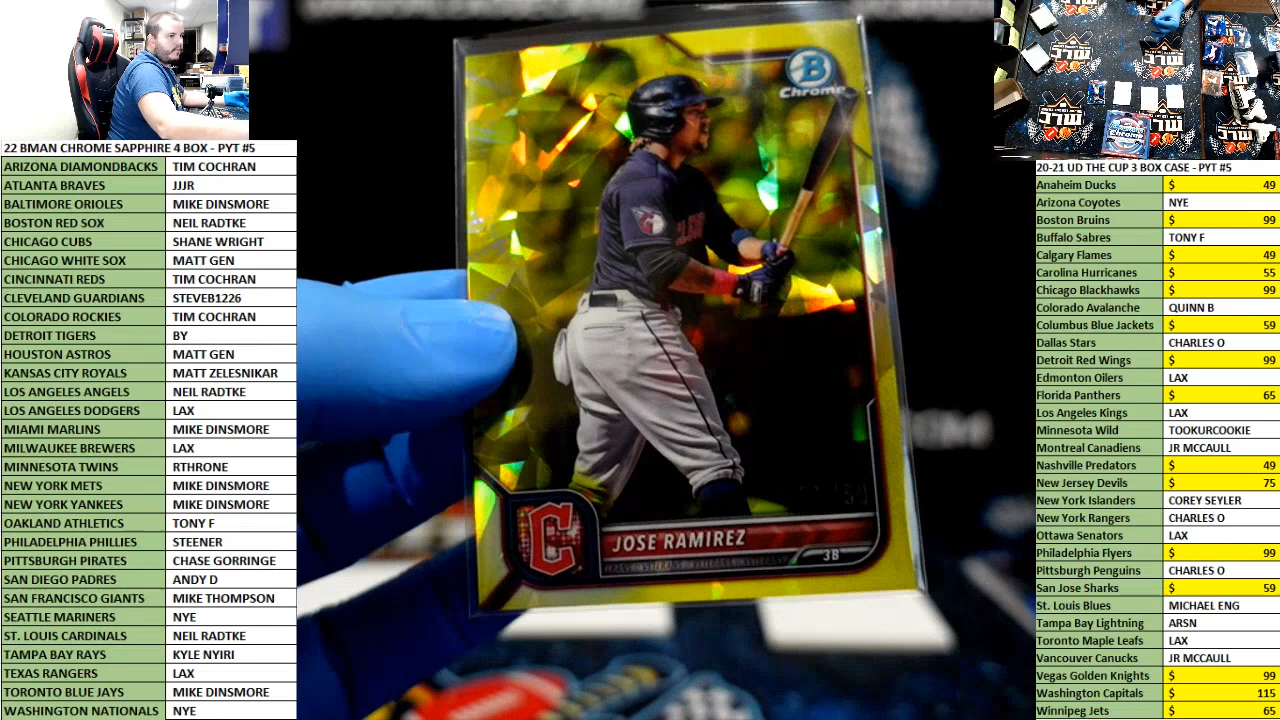 22 BMAN CHROME SAPPHIRE 4 BOX - PYT #5
ARIZONA DIAMONDBACKS TIM COCHRAN
ATLANTA BRAVES JJJR
BALTIMORE ORIOLES MIKE DINSMORE
BOSTON RED SOX NEIL RADTKE
CHICAGO CUBS SHANE WRIGHT
CHICAGO WHITE SOX MATT GEN
CINCINNATI REDS TIM COCHRAN
CLEVELAND GUARDIANS STEVEB1226
COLORADO ROCKIES TIM COCHRAN
DETROIT TIGERS BY
HOUSTON ASTROS MATT GEN
KANSAS CITY ROYALS MATT ZELESNIKAR
LOS ANGELES ANGELS NEIL RADTKE
LOS ANGELES DODGERS LAX
MIAMI MARLINS MIKE DINSMORE
MILWAUKEE BREWERS LAX
MINNESOTA TWINS RTHRONE
NEW YORK METS MIKE DINSMORE
NEW YORK YANKEES MIKE DINSMORE
OAKLAND ATHLETICS TONY F
PHILADELPHIA PHILLIES STEENER
PITTSBURGH PIRATES CHASE GORRINGE
SAN DIEGO PADRES ANDY D
SAN FRANCISCO GIANTS MIKE THOMPSON
SEATTLE MARINERS NYE
ST. LOUIS CARDINALS NEIL RADTKE
TAMPA BAY RAYS KYLE NYIRI
TEXAS RANGERS LAX
TORONTO BLUE JAYS MIKE DINSMORE
WASHINGTON NATIONALS NYE
B
Chrome
C
JOSE RAMIREZ
3B
20-21 UD THE CUP 3 BOX CASE - PYT #5
Anaheim Ducks $ 49
Arizona Coyotes NYE
Boston Bruins $ 99
Buffalo Sabres TONY F
Calgary Flames $ 49
Carolina Hurricanes $ 55
Chicago Blackhawks $ 99
Colorado Avalanche QUINN B
Columbus Blue Jackets $ 59
Dallas Stars CHARLES O
Detroit Red Wings $ 99
Edmonton Oilers LAX
Florida Panthers $ 65
Los Angeles Kings LAX
Minnesota Wild TOOKURCOOKIE
Montreal Canadiens JR MCCAULL
Nashville Predators $ 49
New Jersey Devils $ 75
New York Islanders COREY SEYLER
New York Rangers CHARLES O
Ottawa Senators LAX
Philadelphia Flyers $ 99
Pittsburgh Penguins CHARLES O
San Jose Sharks $ 59
St. Louis Blues MICHAEL ENG
Tampa Bay Lightning ARSN
Toronto Maple Leafs LAX
Vancouver Canucks JR MCCAULL
Vegas Golden Knights $ 99
Washington Capitals $ 115
Winnipeg Jets $ 65